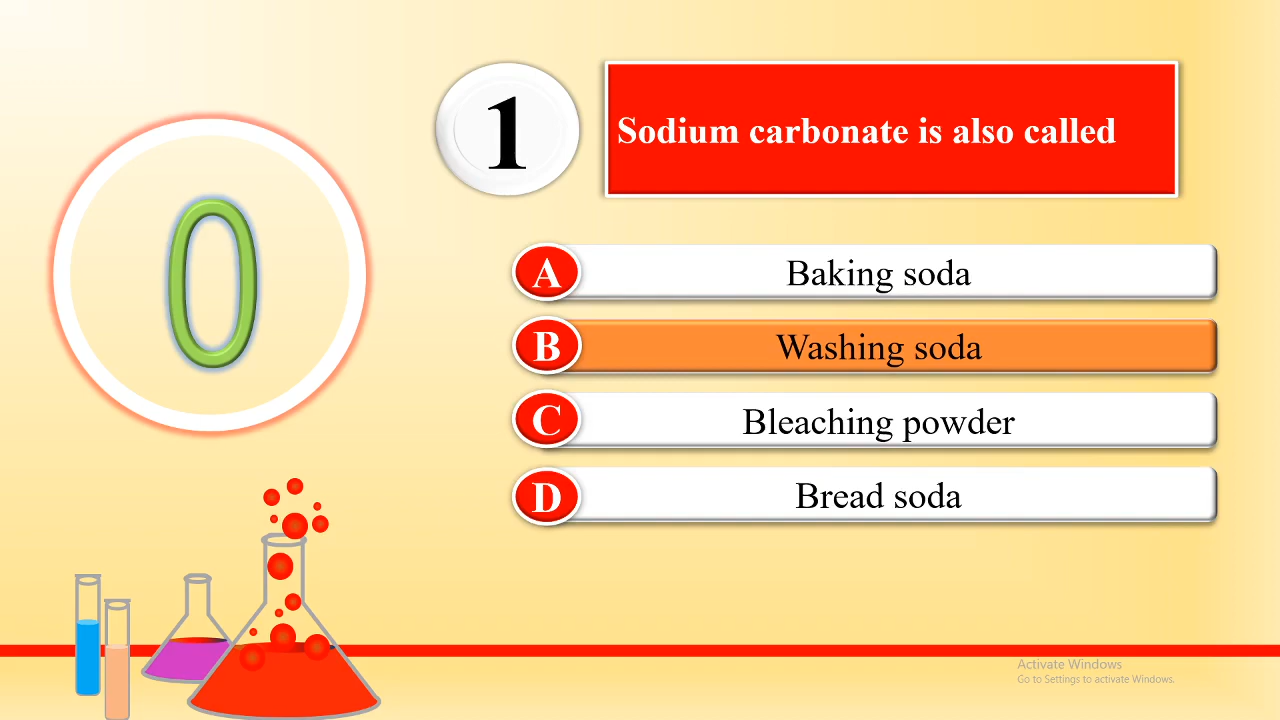 1
Sodium carbonate is also called
0
A
Baking soda
B
Washing soda
C
Bleaching powder
D
Bread soda
Activate Windows
Go to Settings to activate Windows.